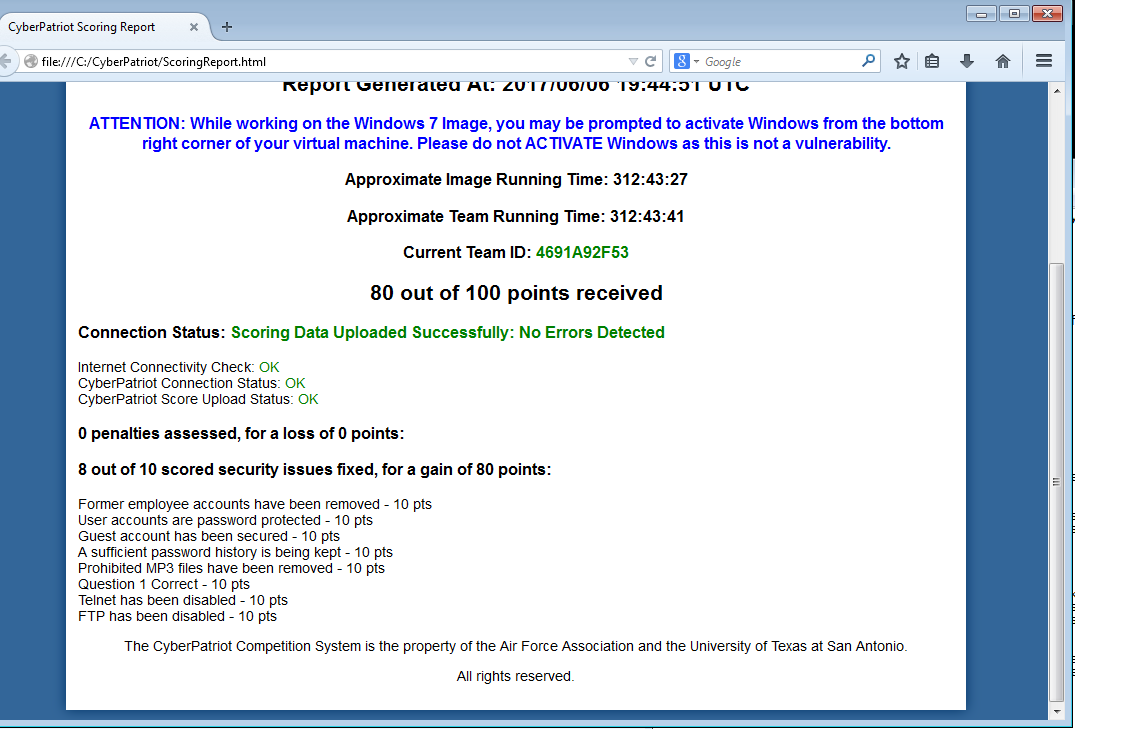 CyberPatriot Scoring Report
file:///C:/CyberPatriot/ScoringReport.html
Google
Report Generated At: 2017/06/06 19:44:51 UTC
ATTENTION: While working on the Windows 7 Image, you may be prompted to activate Windows from the bottom
right corner of your virtual machine. Please do not ACTIVATE Windows as this is not a vulnerability.
Approximate Image Running Time: 312:43:27
Approximate Team Running Time: 312:43:41
Current Team ID: 4691A92F53
80 out of 100 points received
Connection Status: Scoring Data Uploaded Successfully: No Errors Detected
Internet Connectivity Check: OK
CyberPatriot Connection Status: OK
CyberPatriot Score Upload Status: OK
0 penalties assessed, for a loss of 0 points:
8 out of 10 scored security issues fixed, for a gain of 80 points:
Former employee accounts have been removed - 10 pts
User accounts are password protected - 10 pts
Guest account has been secured - 10 pts
A sufficient password history is being kept - 10 pts
Prohibited MP3 files have been removed - 10 pts
Question 1 Correct - 10 pts
Telnet has been disabled - 10 pts
FTP has been disabled - 10 pts
The CyberPatriot Competition System is the property of the Air Force Association and the University of Texas at San Antonio.
All rights reserved.